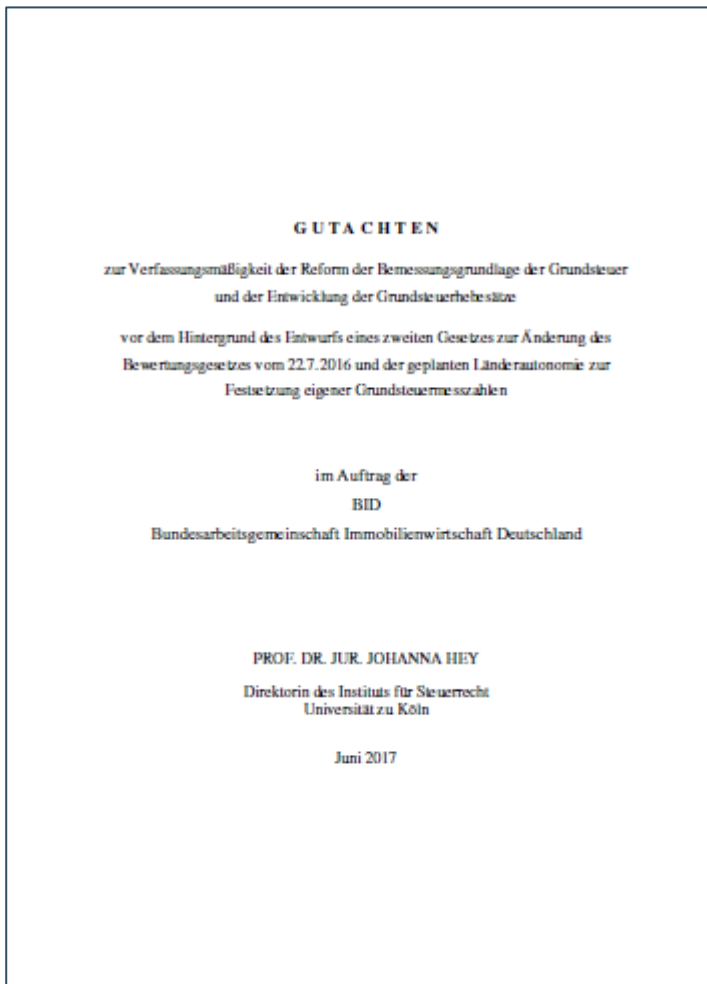 GUTACHTEN
zur Verfassungsmäßigkeit der Reform der Bemessungsgrundlage der Grundsteuer
und der Entwicklung der Grundsteuerhebesätze
vor dem Hintergrund des Entwurfs eines zweiten Gesetzes zur Änderung des
Bewertungsgesetzes vom 22.7.2016 und der geplanten Länderautonomie zur
Festsetzung eigener Grundsteuermesszahlen
im Auftrag der
BID
Bundesarbeitsgemeinschaft Immobilienwirtschaft Deutschland
PROF. DR. JUR. JOHANNA HEY
Direktorin des Instituts für Steuerrecht
Universität zu Köln
Juni 2017